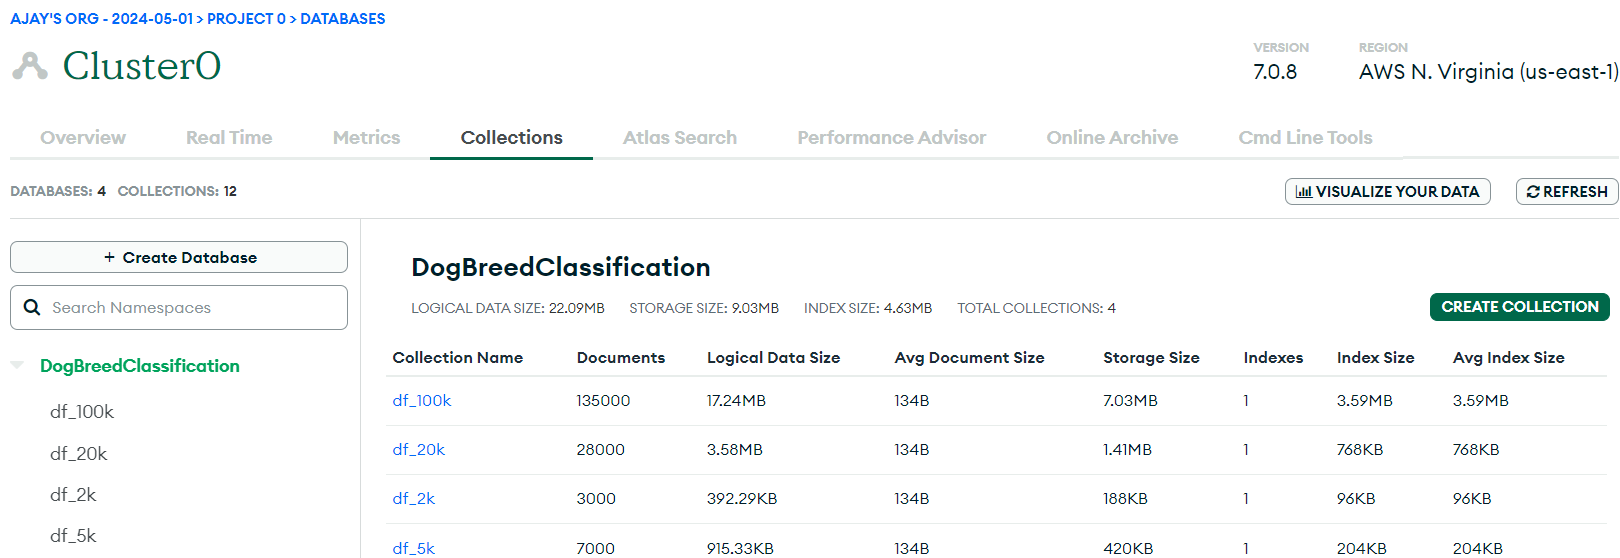 AJAY'S ORG - 2024-05-01 > PROJECT 0 > DATABASES
Cluster0
VERSION
7.0.8
REGION
AWS N. Virginia (us-east-1)
Overview Real Time Metrics Collections Atlas Search Performance Advisor Online Archive Cmd Line Tools
DATABASES: 4 COLLECTIONS: 12
VISUALIZE YOUR DATA
REFRESH
+ Create Database
Search Namespaces
DogBreedClassification
df_100k
df_20k
df_2k
df_5k
DogBreedClassification
LOGICAL DATA SIZE: 22.09MB STORAGE SIZE: 9.03MB INDEX SIZE: 4.63MB TOTAL COLLECTIONS: 4
CREATE COLLECTION
Collection Name Documents Logical Data Size Avg Document Size Storage Size Indexes Index Size Avg Index Size
df_100k 135000 17.24MB 134B 7.03MB 1 3.59MB 3.59MB
df_20k 28000 3.58MB 134B 1.41MB 1 768KB 768KB
df_2k 3000 392.29KB 134B 188KB 1 96KB 96KB
df_5k 7000 915.33KB 134B 420KB 1 204KB 204KB